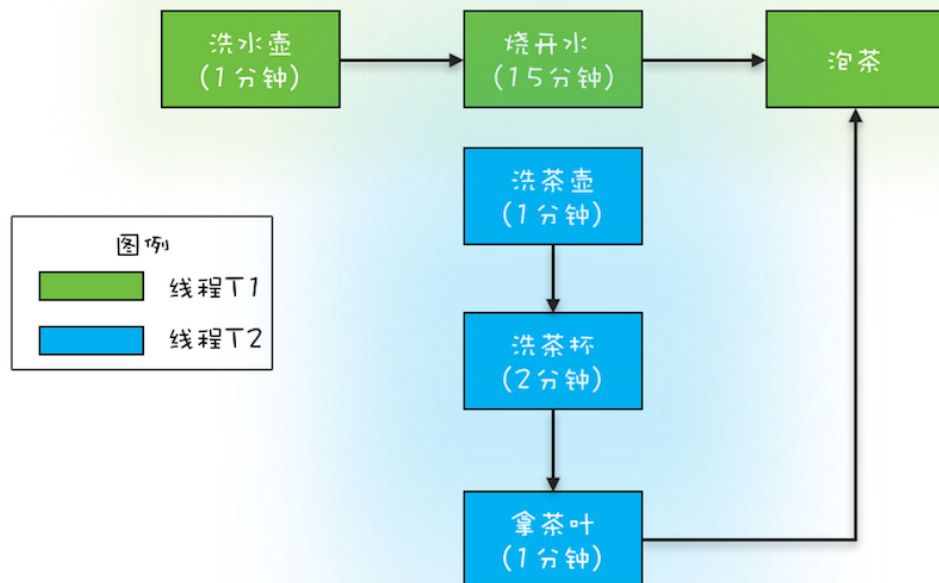 洗水壶
(1分钟)
烧开水
(15分钟)
泡茶
洗茶壶
(1分钟)
图例
线程T1
线程T2
洗茶杯
(2分钟)
拿茶叶
(1分钟)